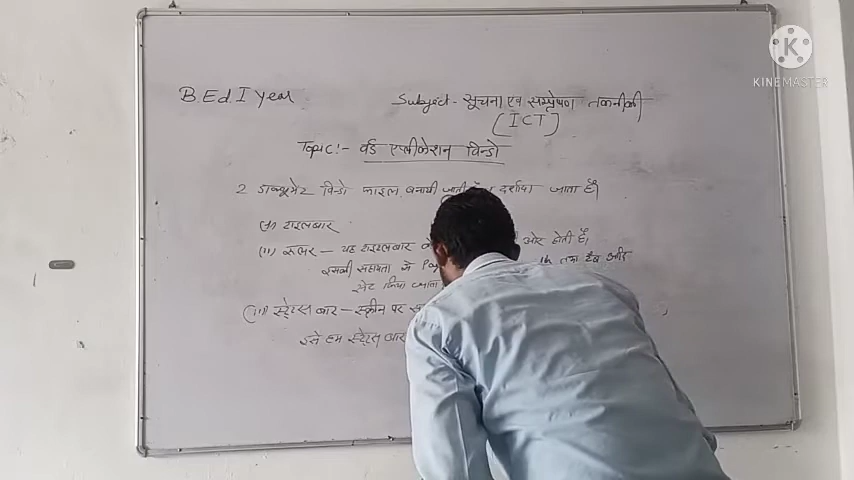 B.Ed. I year
Subject - सूचना एवं सम्प्रेषण तकनीकी
(ICT)
Topic:- वर्ड एप्लीकेशन विन्डो
2 डाक्यूमेंट विन्डो फाइल बनायी जाती दर्शाया जाता है।
(i) टाइटलबार
(ii) रूलर - यह टाइटलबार ओर होती है।
इसकी सहायता से तथा टैब आदि
सेट किया जाता
(iii) स्टेटस बार - स्क्रीन पर
इसे हम स्टेटस बार
KINEMASTER